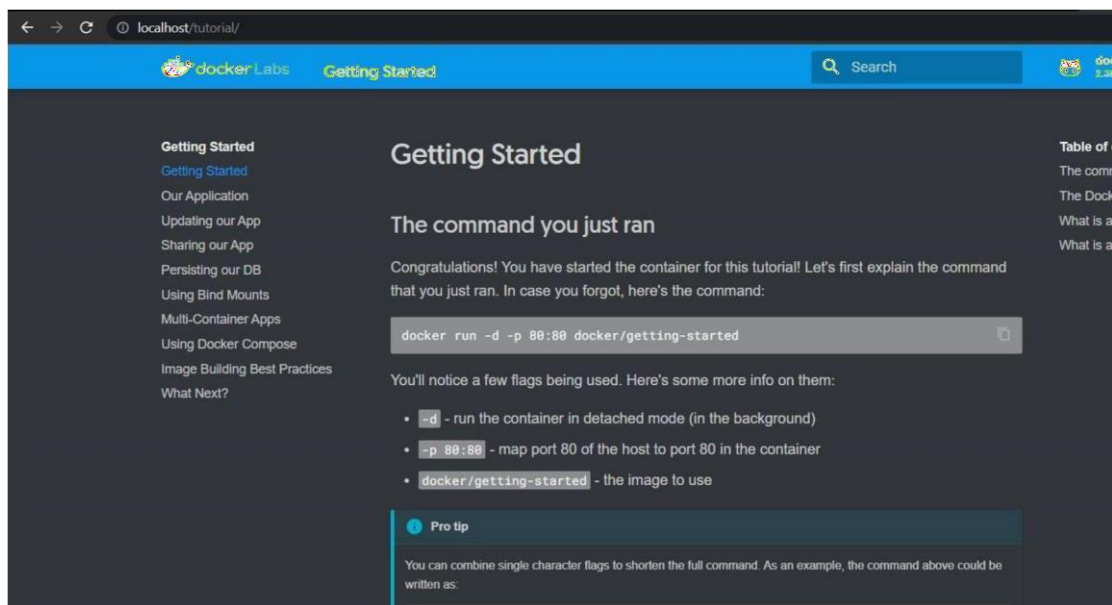 localhost/tutorial/
docker Labs
Getting Started
Search
Getting Started
Getting Started
Our Application
Updating our App
Sharing our App
Persisting our DB
Using Bind Mounts
Multi-Container Apps
Using Docker Compose
Image Building Best Practices
What Next?
Getting Started
The command you just ran
Congratulations! You have started the container for this tutorial! Let's first explain the command
that you just ran. In case you forgot, here's the command:
docker run -d -p 80:80 docker/getting-started
You'll notice a few flags being used. Here's some more info on them:
-d - run the container in detached mode (in the background)
-p 80:80 - map port 80 of the host to port 80 in the container
docker/getting-started - the image to use
Pro tip
You can combine single character flags to shorten the full command. As an example, the command above could be
written as:
Table of
The
The
What is a
What is a